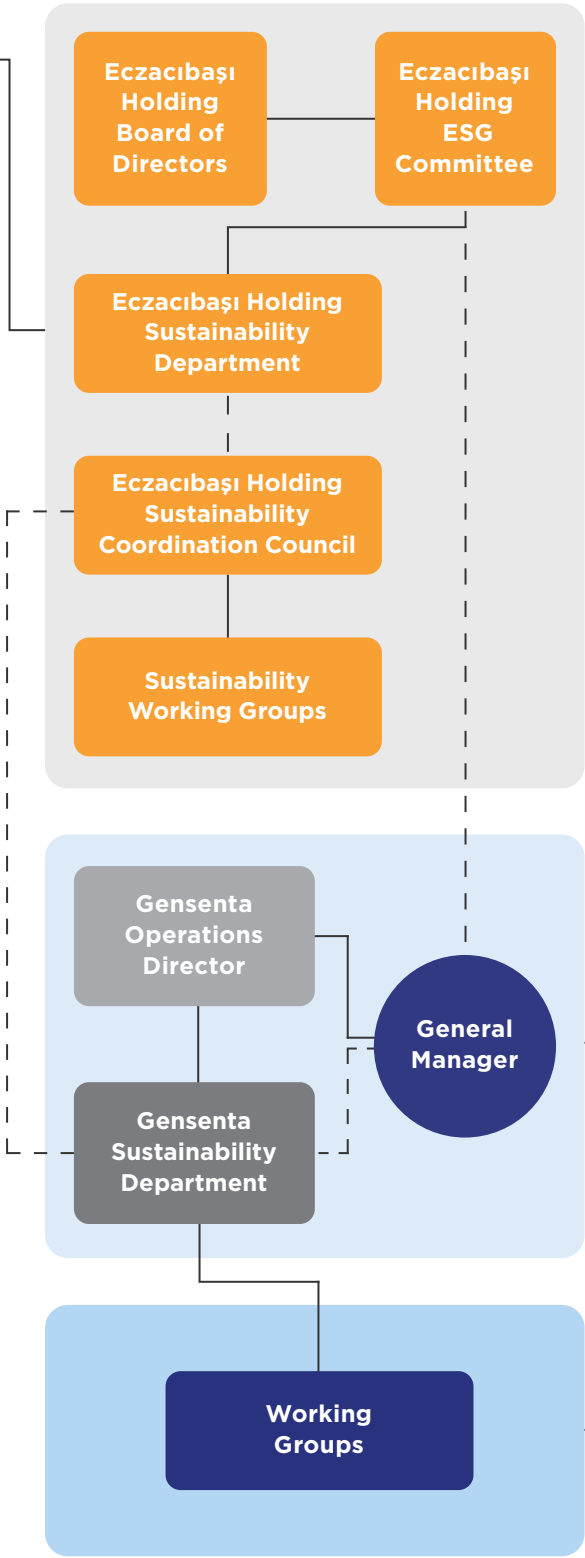 Eczacıbaşı
Holding
Board of
Directors
Eczacıbaşı
Holding
ESG
Committee
Eczacıbaşı Holding
Sustainability
Department
Eczacıbaşı Holding
Sustainability
Coordination Council
Sustainability
Working Groups
Gensenta
Operations
Director
General
Manager
Gensenta
Sustainability
Department
Working
Groups